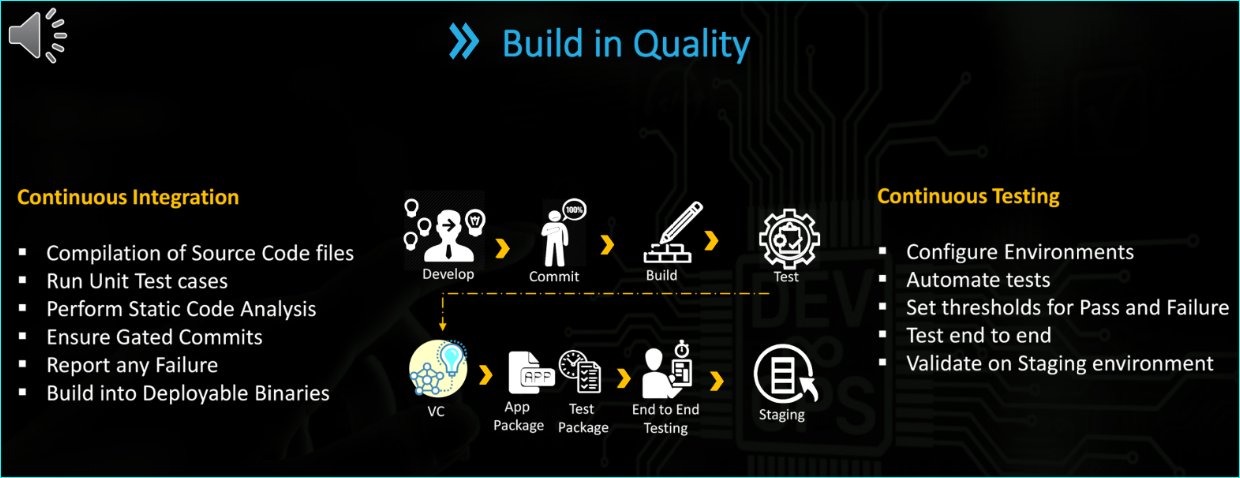 Build in Quality
Continuous Integration
▪ Compilation of Source Code files
▪ Run Unit Test cases
▪ Perform Static Code Analysis
▪ Ensure Gated Commits
▪ Report any Failure
▪ Build into Deployable Binaries
100%
Develop
Commit
Build
Test
APP
VC
App
Package
Test
Package
End to End
Testing
Staging
Continuous Testing
▪ Configure Environments
▪ Automate tests
▪ Set thresholds for Pass and Failure
▪ Test end to end
▪ Validate on Staging environment
DEV
TO
OPS